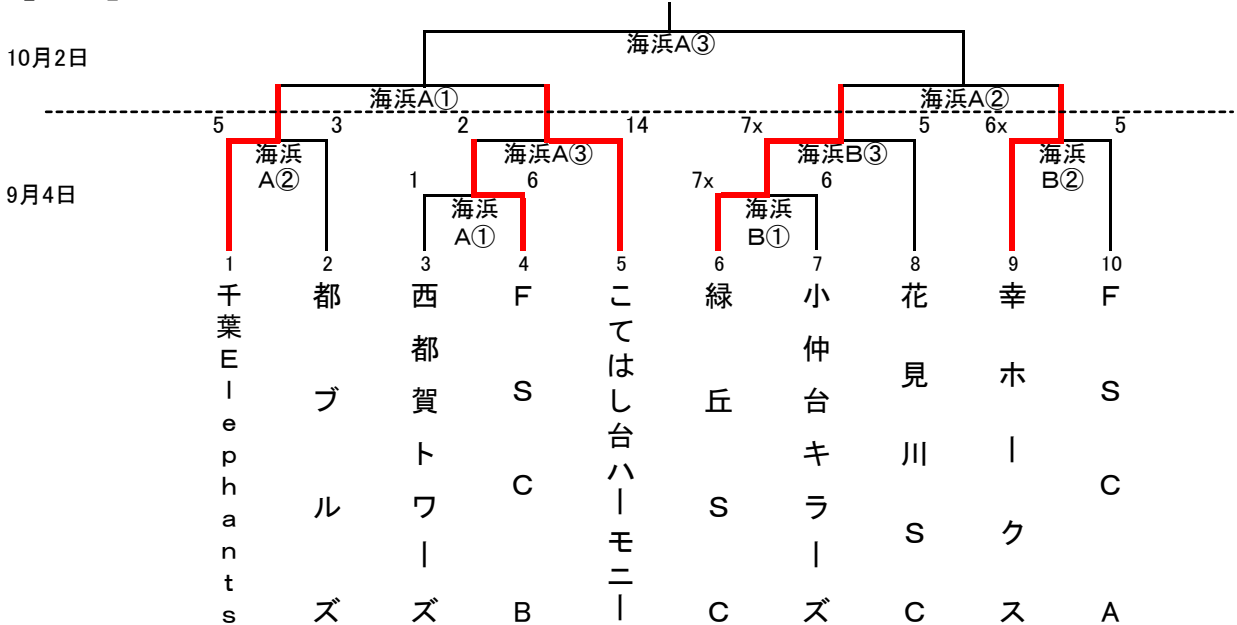 海浜A③
10月2日
海浜A① 海浜A②
5 3 2 14 7x 5 6x 5
海浜 A② 海浜A③ 海浜B③ 海浜 B②
9月4日
1 6 7x 6
海浜 A① 海浜 B①
1 2 3 4 5 6 7 8 9 10
千葉Elephants
都ブルズ
西都賀トワーズ
FSC B
こてはし台ハーモニー
緑丘SC
小仲台キラーズ
花見川SC
幸ホークス
FSC A